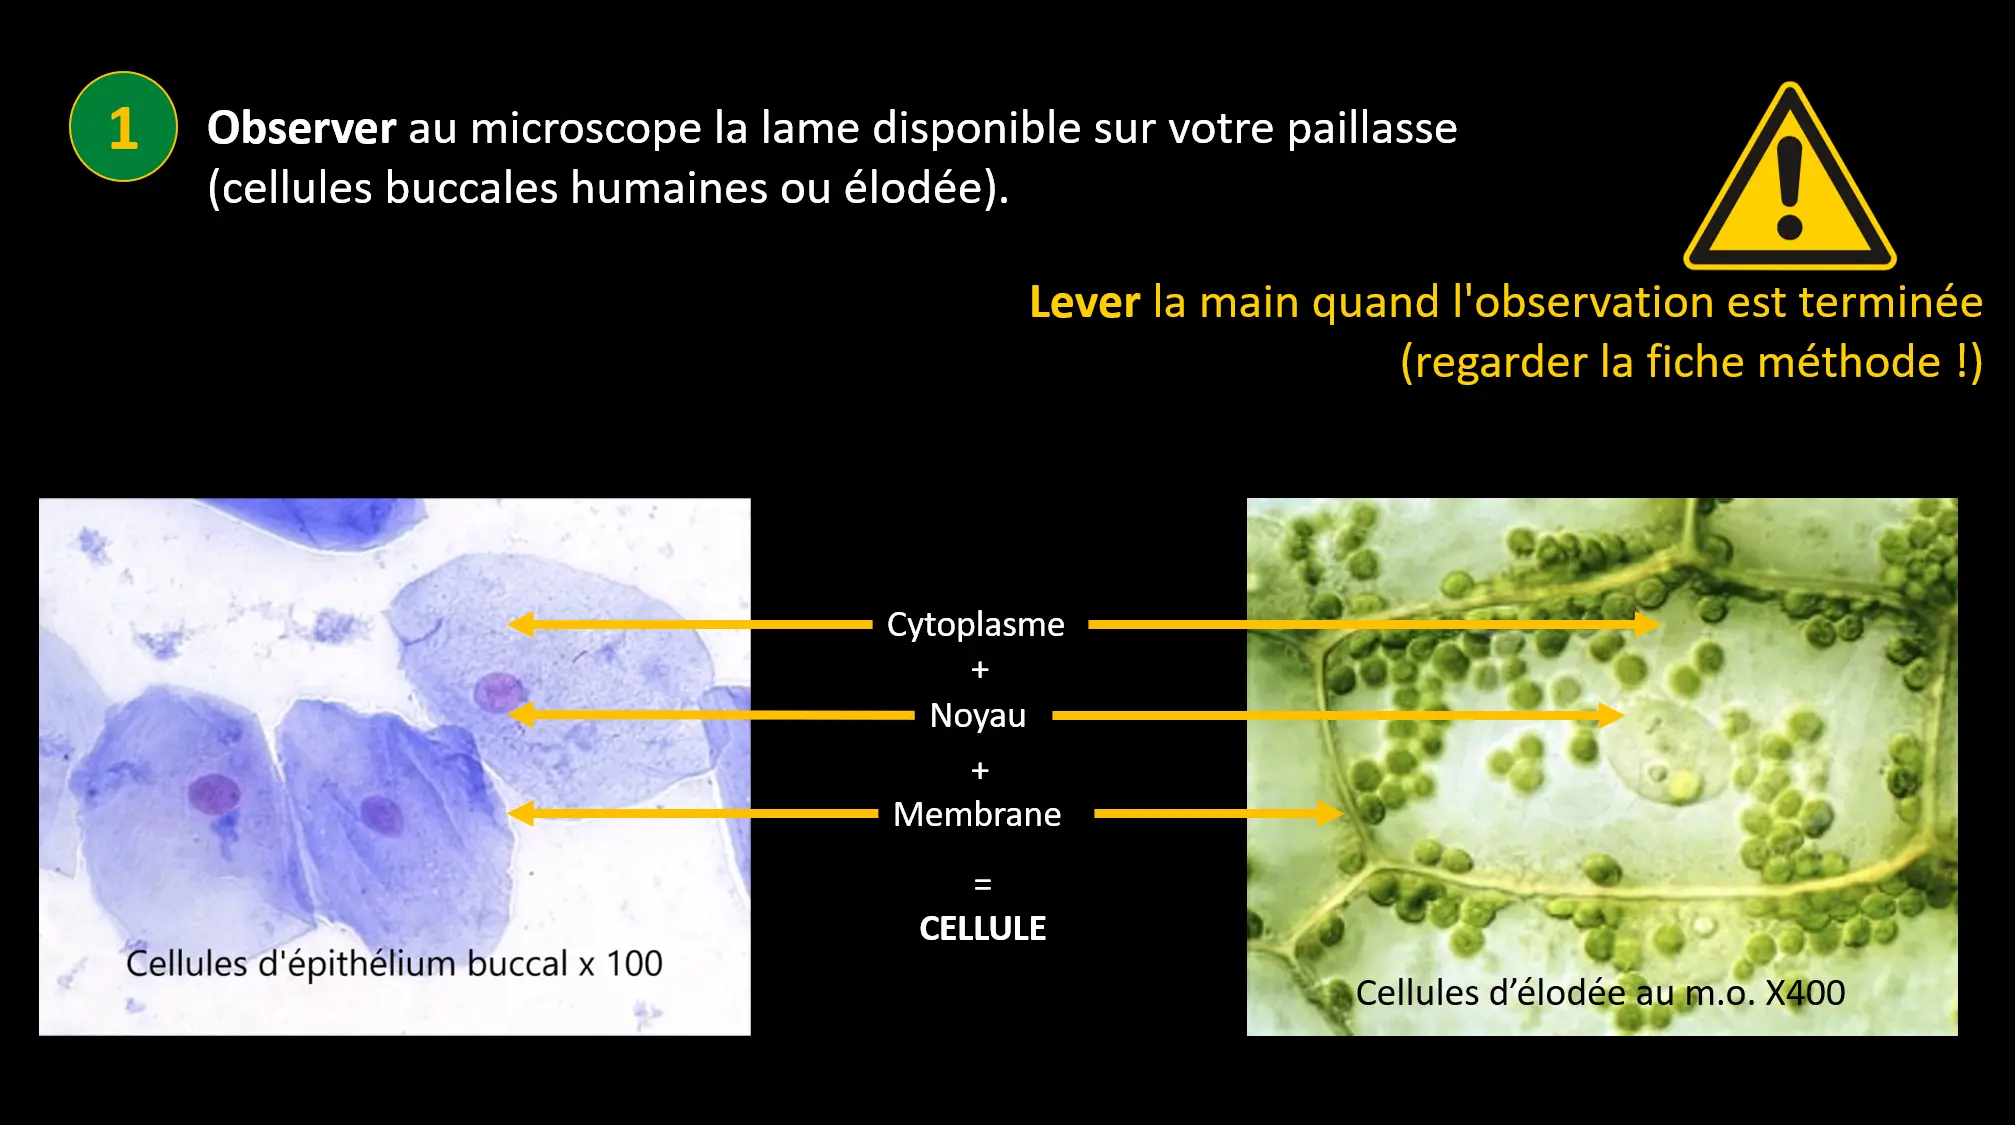 1
Observer au microscope la lame disponible sur votre paillasse
(cellules buccales humaines ou élodée).
Lever la main quand l'observation est terminée
(regarder la fiche méthode !)
Cytoplasme
+
Noyau
+
Membrane
=
CELLULE
Cellules d'épithélium buccal x 100
Cellules d’élodée au m.o. X400